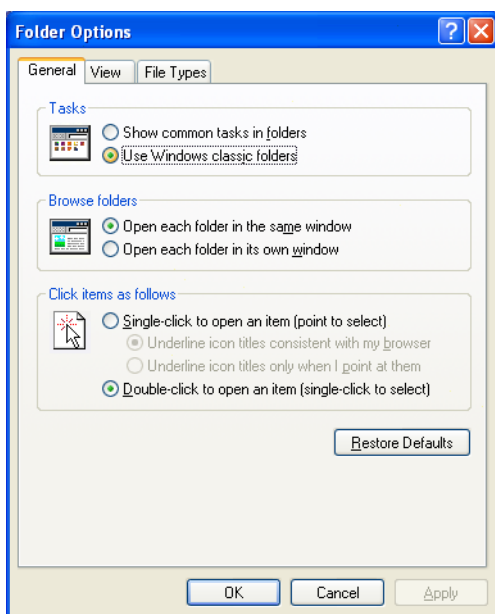 Folder Options
General View File Types
Tasks
Show common tasks in folders
Use Windows classic folders
Browse folders
Open each folder in the same window
Open each folder in its own window
Click items as follows
Single-click to open an item (point to select)
Underline icon titles consistent with my browser
Underline icon titles only when I point at them
Double-click to open an item (single-click to select)
Restore Defaults
OK Cancel Apply